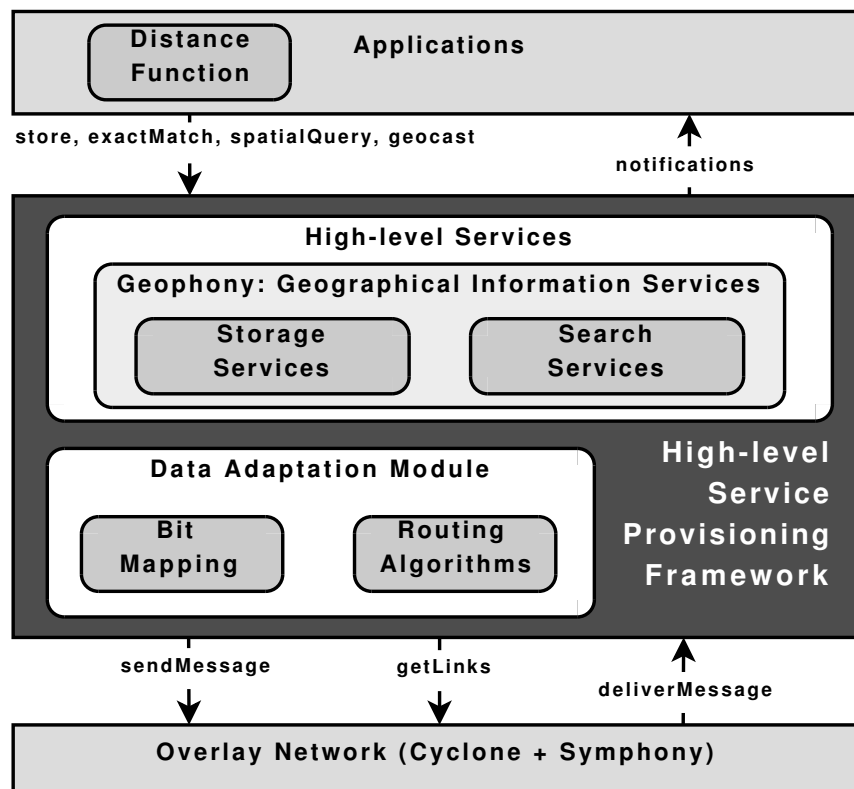 Distance
Function
Applications
store, exactMatch, spatialQuery, geocast
notifications
High-level Services
Geophony: Geographical Information Services
Storage
Services
Search
Services
Data Adaptation Module
Bit
Mapping
Routing
Algorithms
High-level
Service
Provisioning
Framework
sendMessage
getLinks
deliverMessage
Overlay Network (Cyclone + Symphony)